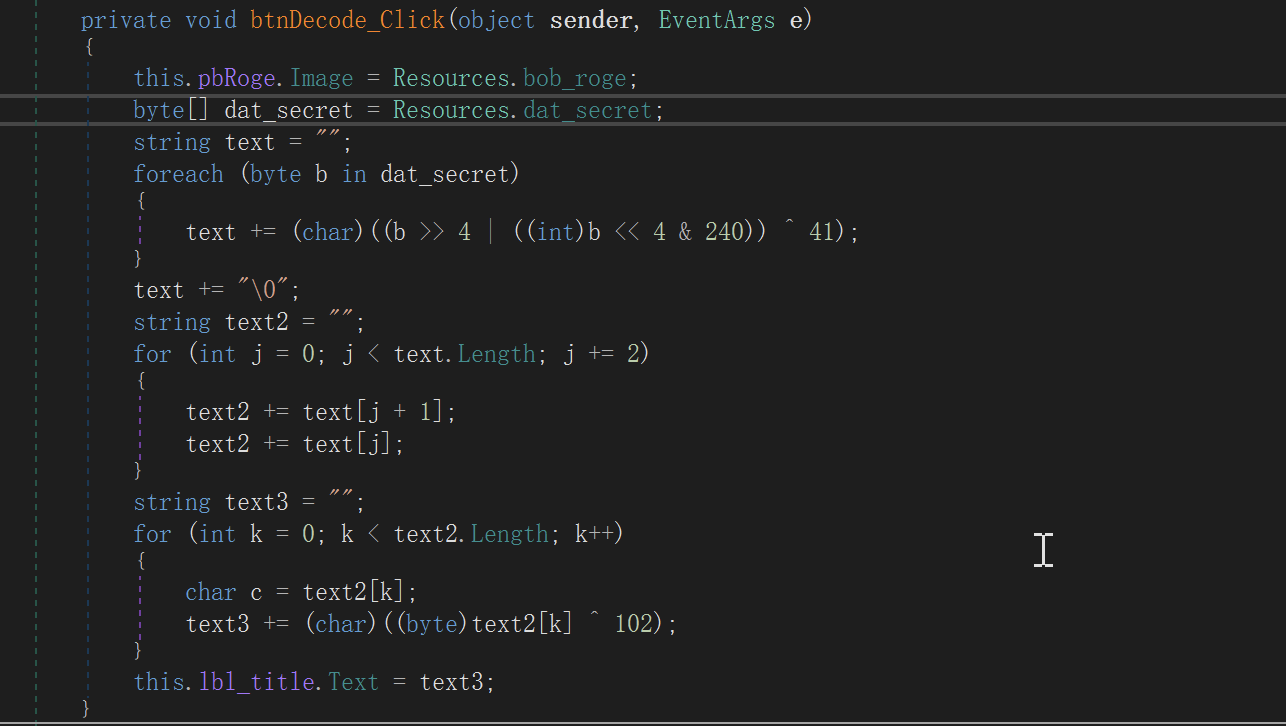 private void btnDecode_Click(object sender, EventArgs e)
{
this.pbRoge.Image = Resources.bob_roge;
byte[] dat_secret = Resources.dat_secret;
string text = "";
foreach (byte b in dat_secret)
{
text += (char)((b >> 4 | ((int)b << 4 & 240)) ^ 41);
}
text += "\0";
string text2 = "";
for (int j = 0; j < text.Length; j += 2)
{
text2 += text[j + 1];
text2 += text[j];
}
string text3 = "";
for (int k = 0; k < text2.Length; k++)
{
char c = text2[k];
text3 += (char)((byte)text2[k] ^ 102);
}
this.lbl_title.Text = text3;
}